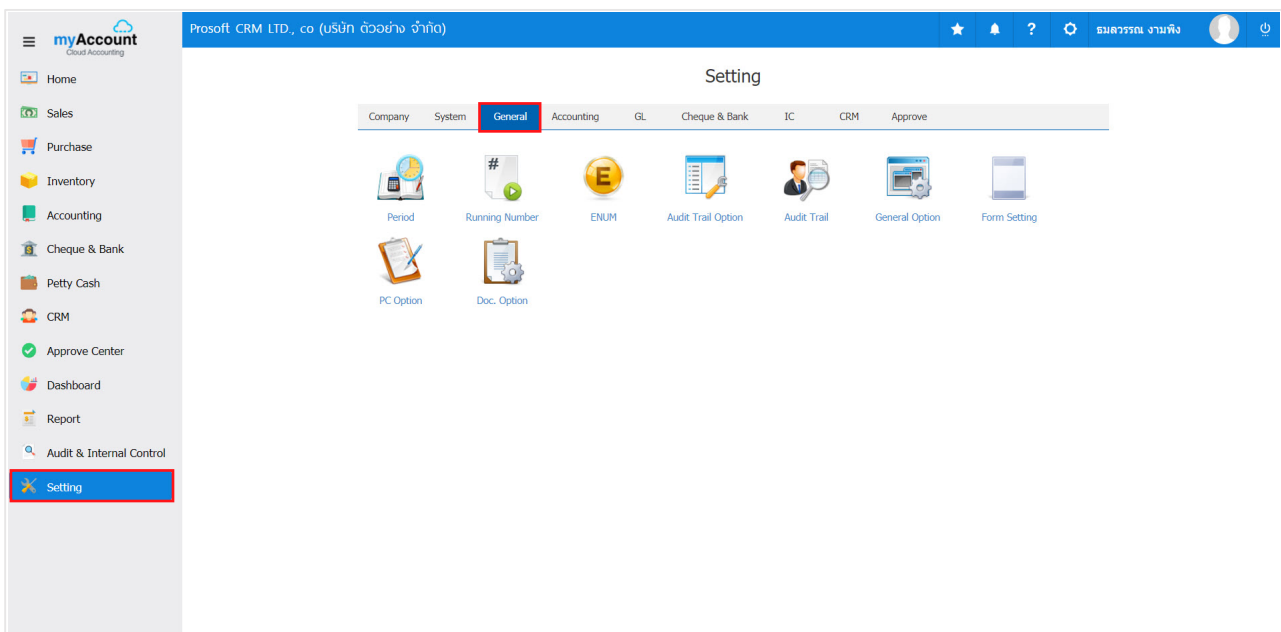 myAccount
Cloud Accounting
Prosoft CRM LTD., co (บริษัท ตัวอย่าง จำกัด)
?
ธมลวรรณ งามพิง
Home
Sales
Purchase
Inventory
Accounting
Cheque & Bank
Petty Cash
CRM
Approve Center
Dashboard
Report
Audit & Internal Control
Setting
Setting
Company System General Accounting GL Cheque & Bank IC CRM Approve
#
E
Period Running Number ENUM Audit Trail Option Audit Trail General Option Form Setting
PC Option Doc. Option